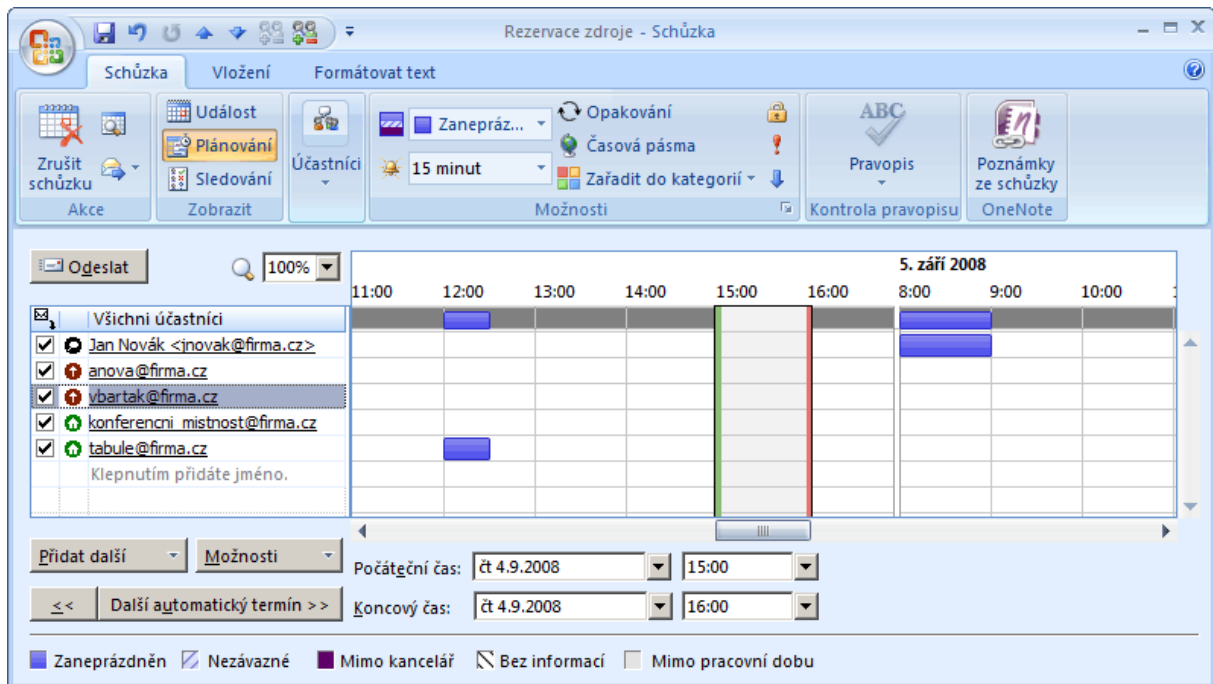 Rezervace zdroje - Schůzka
Schůzka Vložení Formátovat text
Zrušit schůzku
Akce
Událost
Plánování
Sledování
Zobrazit
Účastníci
Zanepráz...
15 minut
Opakování
Časová pásma
Zařadit do kategorií
Možnosti
ABC
Pravopis
Kontrola pravopisu
Poznámky ze schůzky
OneNote
Odeslat 100%
5. září 2008
11:00 12:00 13:00 14:00 15:00 16:00 8:00 9:00 10:00
Všichni účastníci
Jan Novák <jnovak@firma.cz>
anova@firma.cz
vbartak@firma.cz
konferencni_mistnost@firma.cz
tabule@firma.cz
Klepnutím přidáte jméno.
Přidat další Možnosti
<< Další automatický termín >>
Počáteční čas: čt 4.9.2008 15:00
Koncový čas: čt 4.9.2008 16:00
Zaneprázdněn Nezávazné Mimo kancelář Bez informací Mimo pracovní dobu